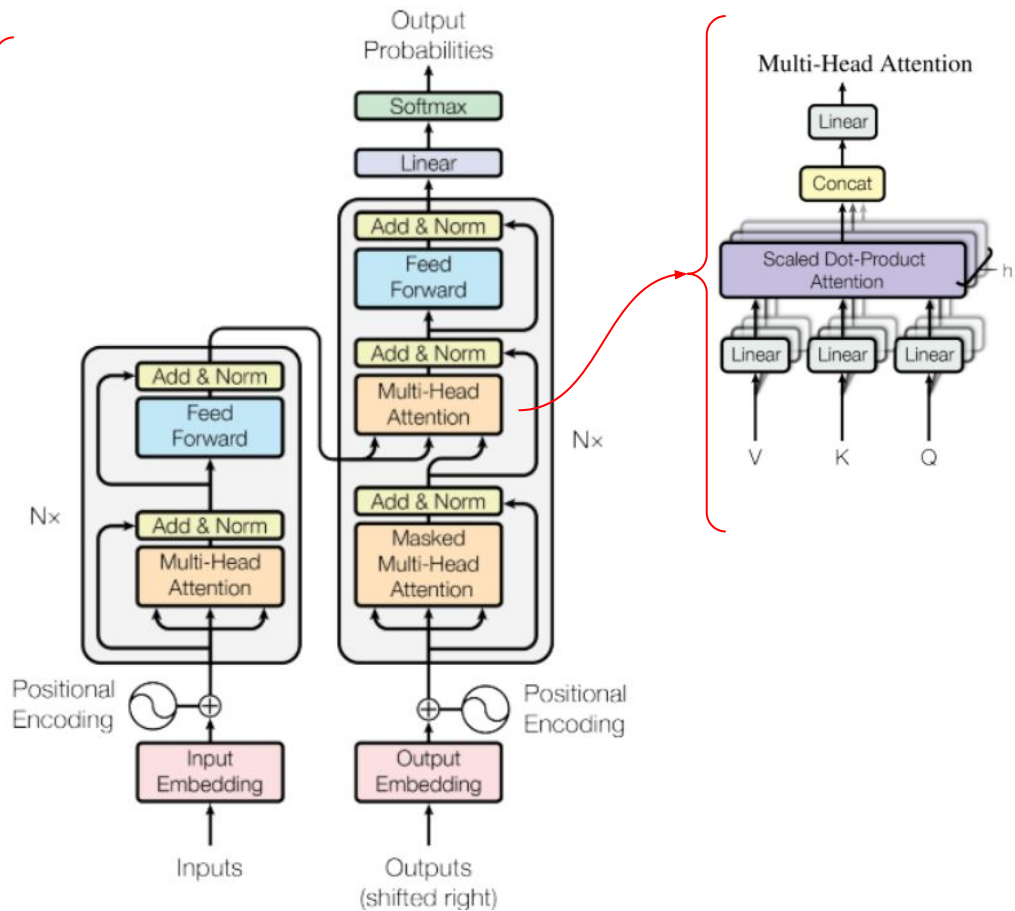 Output
Probabilities
Softmax
Linear
Add & Norm
Feed
Forward
Add & Norm
Multi-Head
Attention
Nx
Add & Norm
Masked
Multi-Head
Attention
Positional
Encoding
Output
Embedding
Outputs
(shifted right)
Add & Norm
Feed
Forward
Nx
Add & Norm
Multi-Head
Attention
Positional
Encoding
Input
Embedding
Inputs
Multi-Head Attention
Linear
Concat
Scaled Dot-Product
Attention
h
Linear
Linear
Linear
V
K
Q